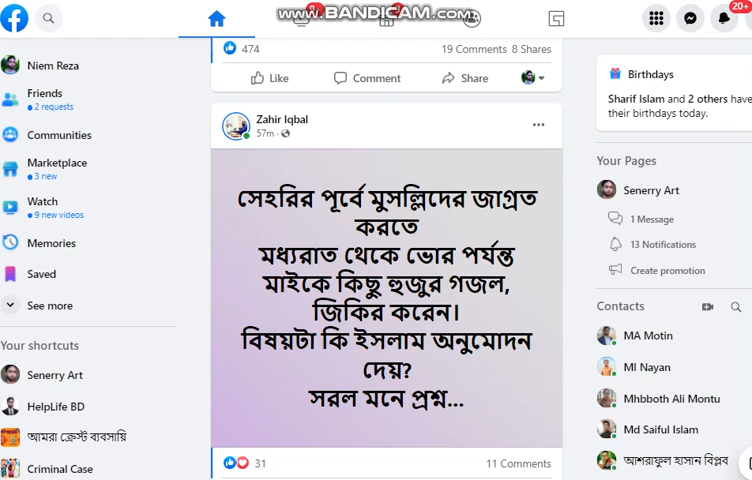 www.BANDICAM.com
20+
474
19 Comments 8 Shares
Like
Comment
Share
Niem Reza
Friends
2 requests
Communities
Marketplace
3 new
Watch
9 new videos
Memories
Saved
See more
Your shortcuts
Senerry Art
HelpLife BD
আমরা ক্রেস্ট ব্যবসায়ি
Criminal Case
Zahir Iqbal
57m
সেহরির পূর্বে মুসল্লিদের জাগ্রত
করতে
মধ্যরাত থেকে ভোর পর্যন্ত
মাইকে কিছু হুজুর গজল,
জিকির করেন।
বিষয়টা কি ইসলাম অনুমোদন
দেয়?
সরল মনে প্রশ্ন...
31
11 Comments
Birthdays
Sharif Islam and 2 others have
their birthdays today.
Your Pages
Senerry Art
1 Message
13 Notifications
Create promotion
Contacts
MA Motin
MI Nayan
Mhbboth Ali Montu
Md Saiful Islam
আশরাফুল হাসান বিপ্লব